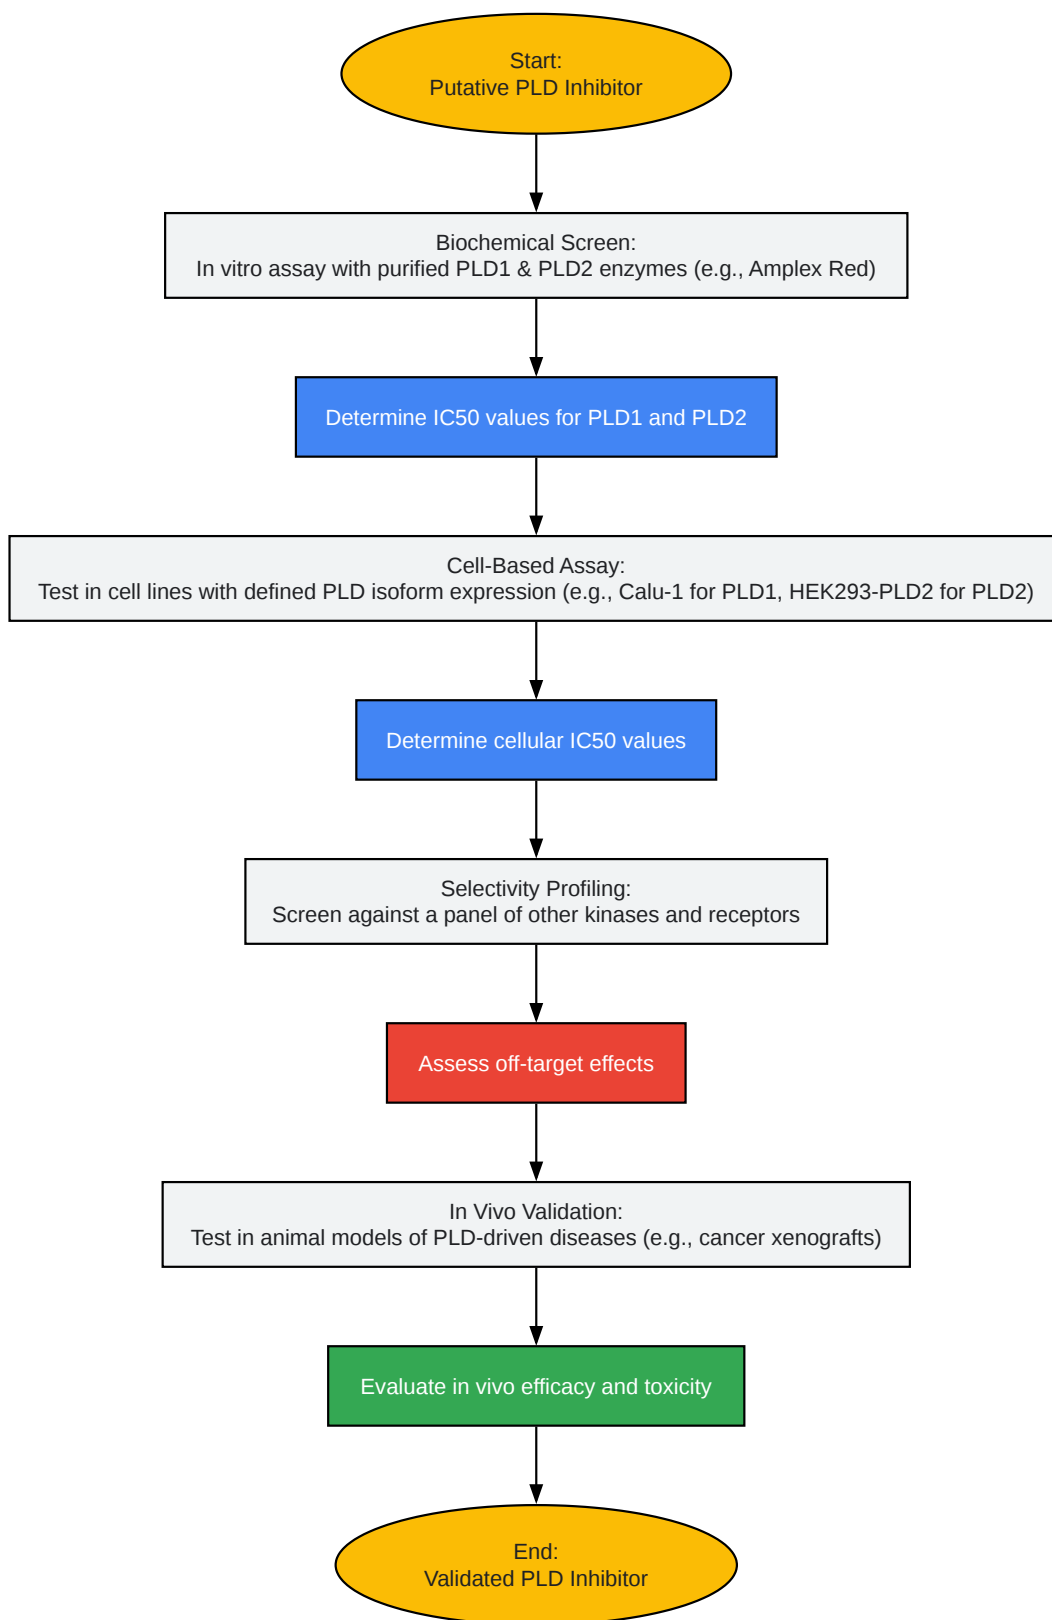 Start:
Putative PLD Inhibitor
Biochemical Screen:
In vitro assay with purified PLD1 & PLD2 enzymes (e.g., Amplex Red)
Determine IC50 values for PLD1 and PLD2
Cell-Based Assay:
Test in cell lines with defined PLD isoform expression (e.g., Calu-1 for PLD1, HEK293-PLD2 for PLD2)
Determine cellular IC50 values
Selectivity Profiling:
Screen against a panel of other kinases and receptors
Assess off-target effects
In Vivo Validation:
Test in animal models of PLD-driven diseases (e.g., cancer xenografts)
Evaluate in vivo efficacy and toxicity
End:
Validated PLD Inhibitor